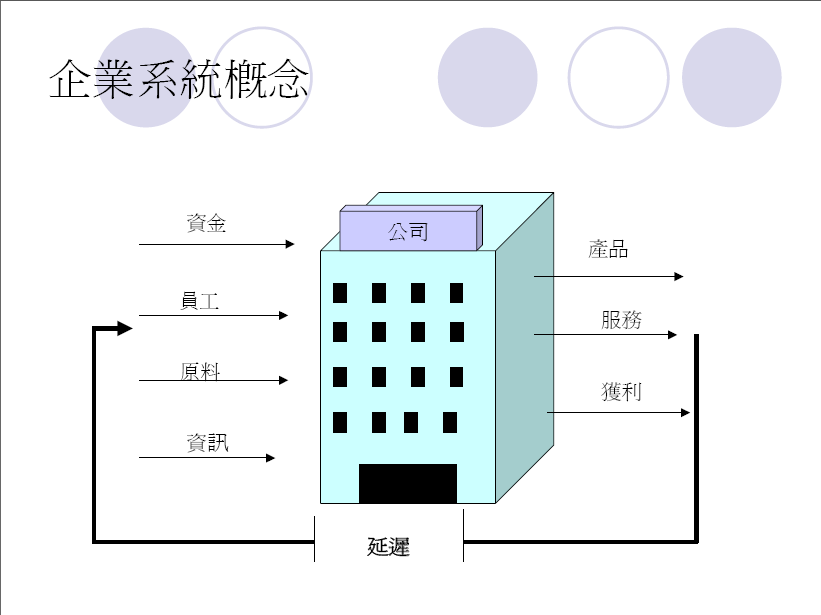 企業系統概念
公司
資金
員工
原料
資訊
產品
服務
獲利
延遲